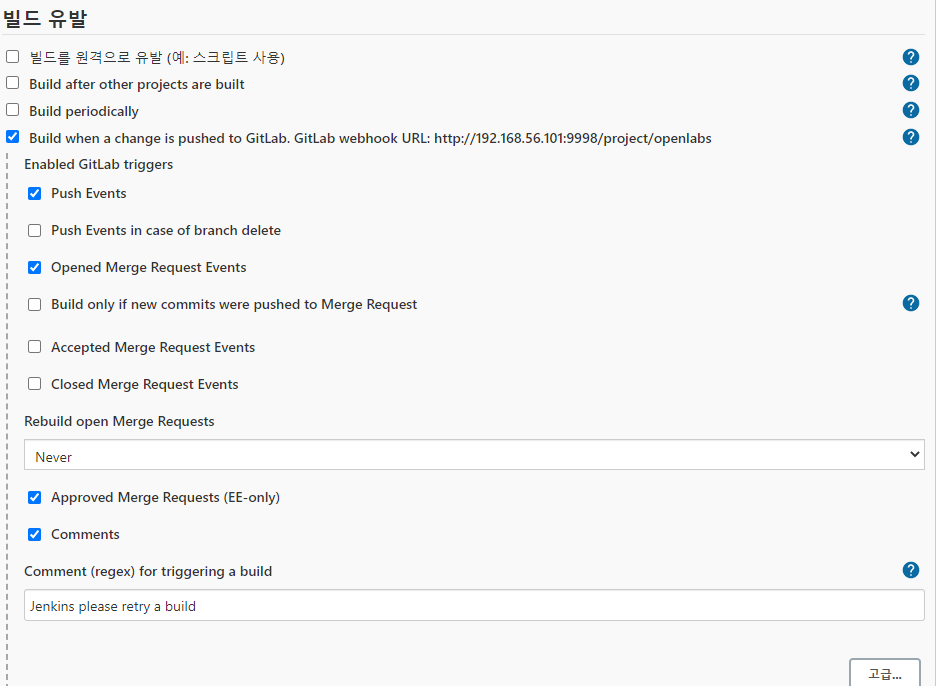 빌드 유발
빌드를 원격으로 유발 (예: 스크립트 사용)
?
Build after other projects are built
?
Build periodically
?
Build when a change is pushed to GitLab. GitLab webhook URL: http://192.168.56.101:9998/project/openlabs
?
Enabled GitLab triggers
Push Events
Push Events in case of branch delete
Opened Merge Request Events
Build only if new commits were pushed to Merge Request
?
Accepted Merge Request Events
Closed Merge Request Events
Rebuild open Merge Requests
Never
Approved Merge Requests (EE-only)
Comments
Comment (regex) for triggering a build
?
Jenkins please retry a build
고급...